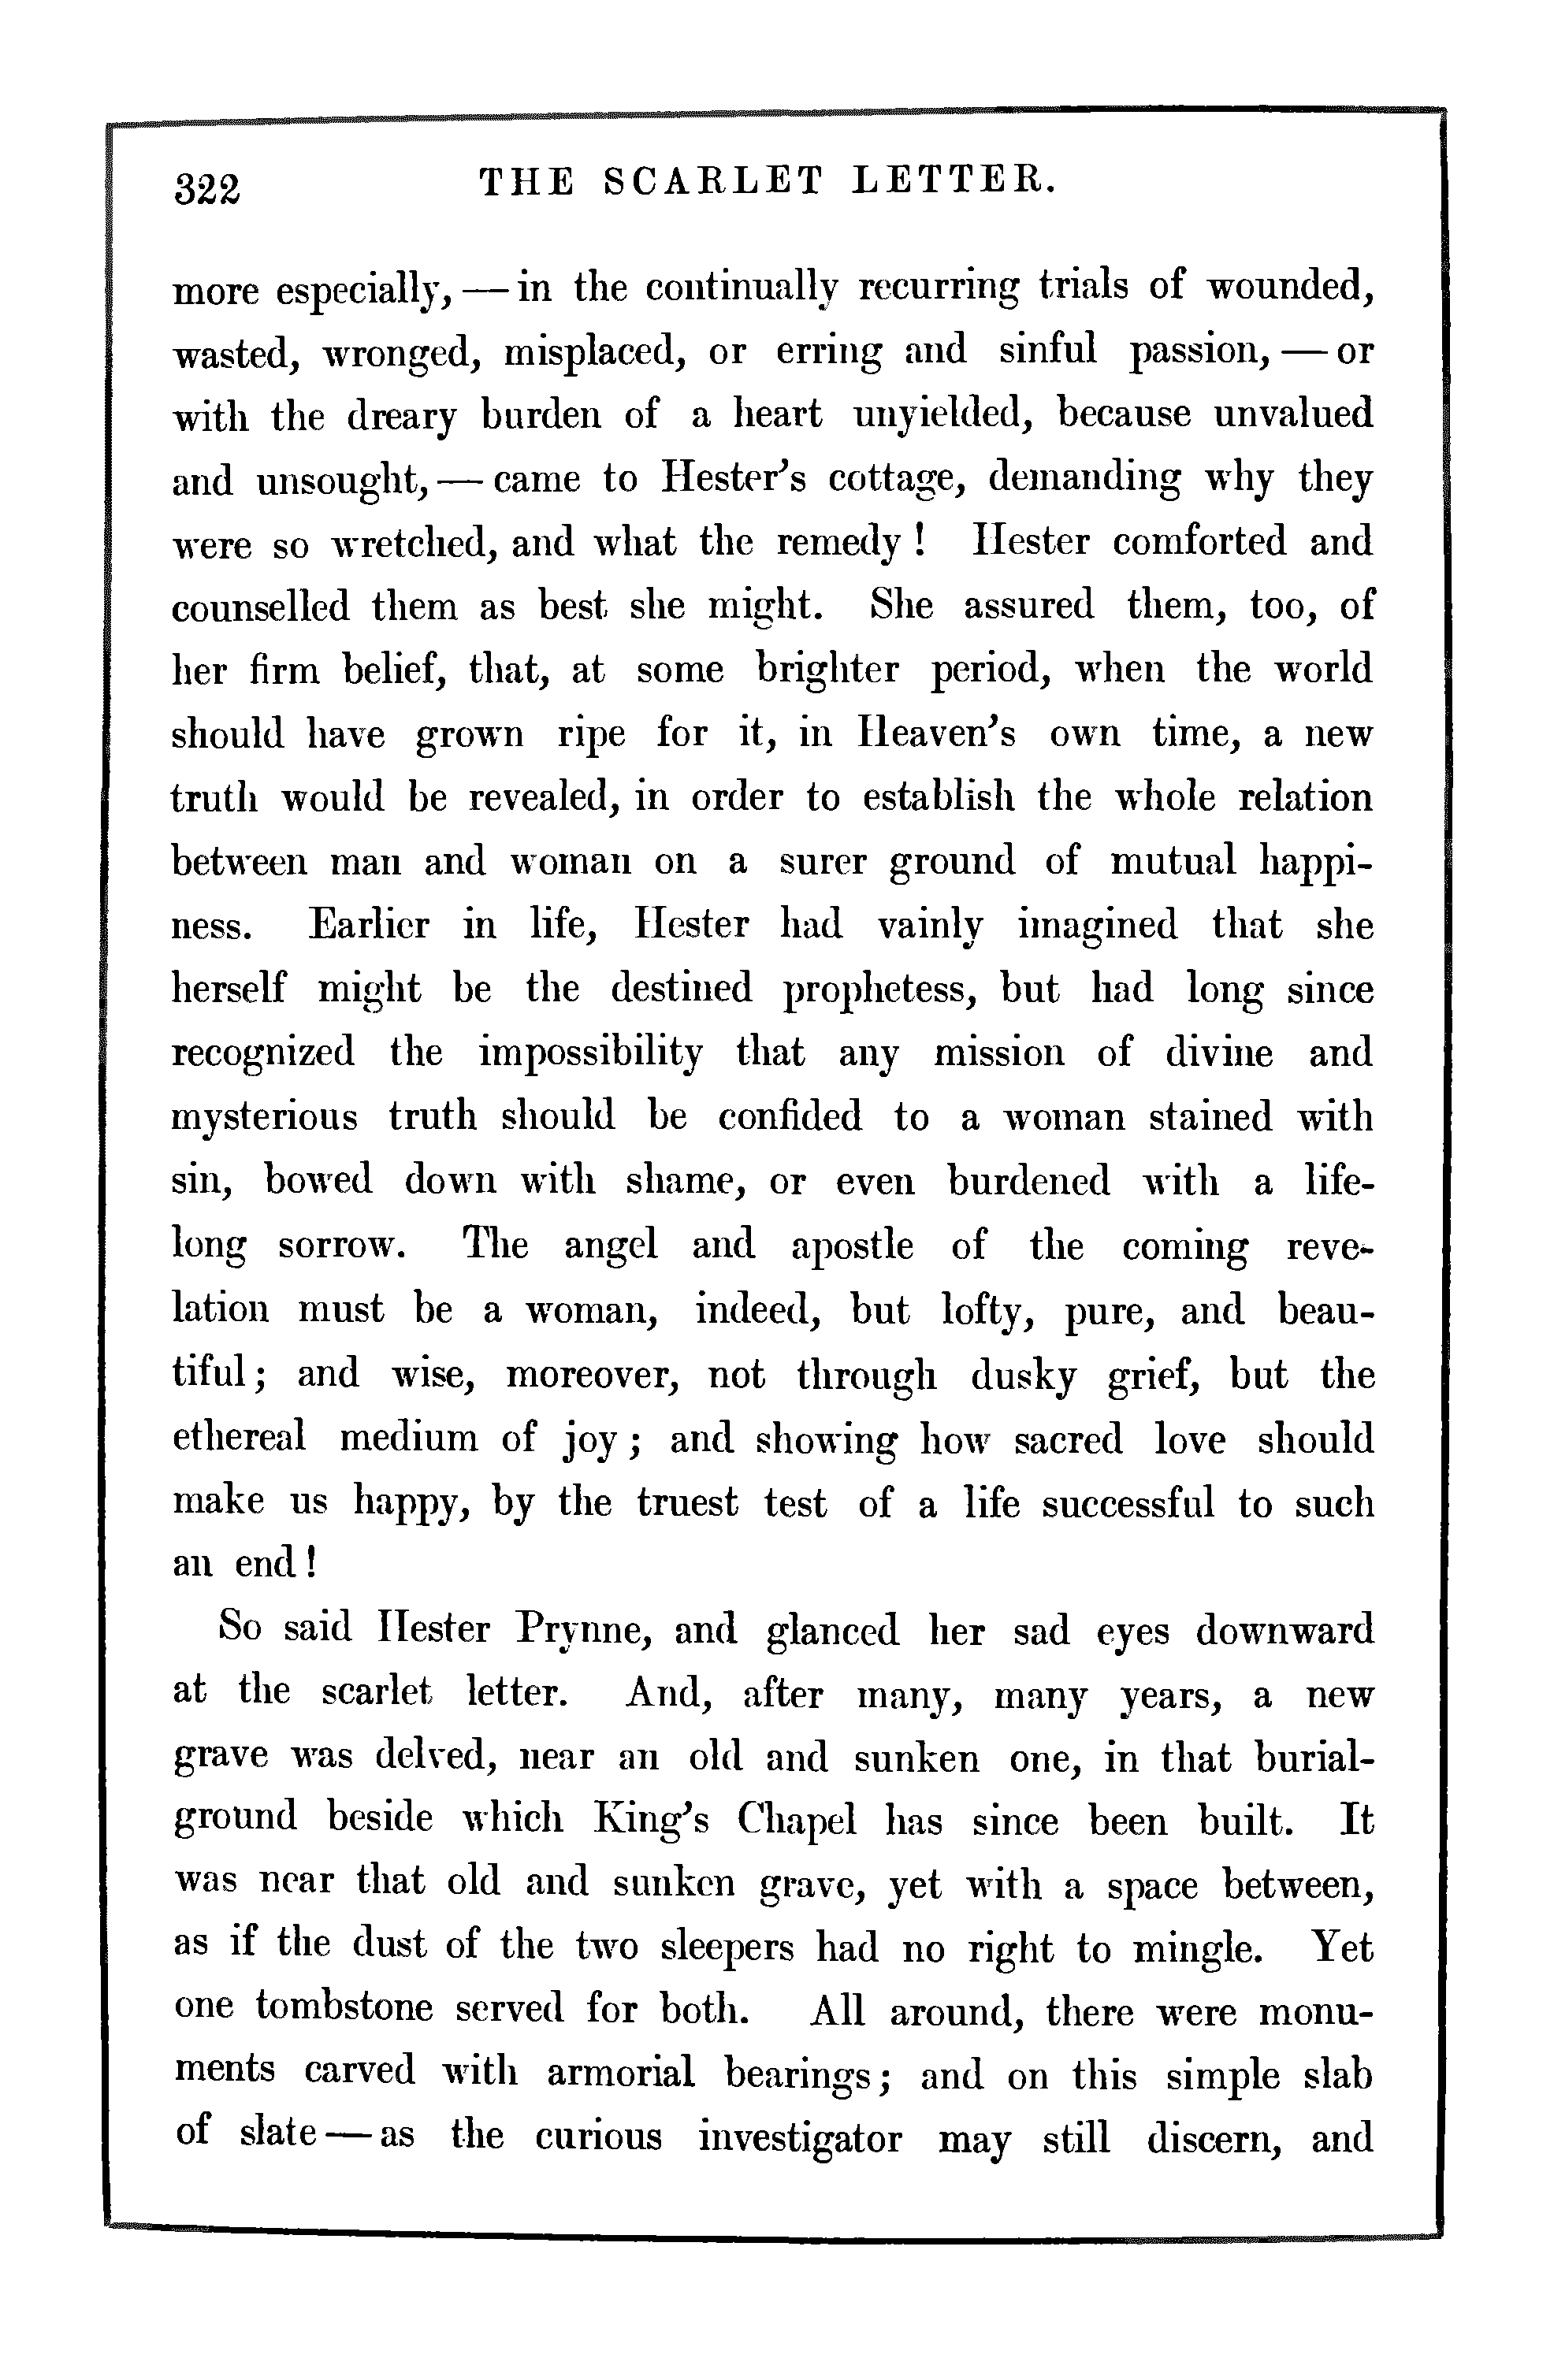 322 THE SCARLET LETTER.
more especially, — in the continually recurring trials of wounded,
wasted, wronged, misplaced, or erring and sinful passion, — or
with the dreary burden of a heart unyielded, because unvalued
and unsought, — came to Hester's cottage, demanding why they
were so wretched, and what the remedy ! Hester comforted and
counselled them as best she might. She assured them, too, of
her firm belief, that, at some brighter period, when the world
should have grown ripe for it, in Heaven's own time, a new
truth would be revealed, in order to establish the whole relation
between man and woman on a surer ground of mutual happi-
ness. Earlier in life, Hester had vainly imagined that she
herself might be the destined prophetess, but had long since
recognized the impossibility that any mission of divine and
mysterious truth should be confided to a woman stained with
sin, bowed down with shame, or even burdened with a life-
long sorrow. The angel and apostle of the coming reve-
lation must be a woman, indeed, but lofty, pure, and beau-
tiful ; and wise, moreover, not through dusky grief, but the
ethereal medium of joy ; and showing how sacred love should
make us happy, by the truest test of a life successful to such
an end !
So said Hester Prynne, and glanced her sad eyes downward
at the scarlet letter. And, after many, many years, a new
grave was delved, near an old and sunken one, in that burial-
ground beside which King's Chapel has since been built. It
was near that old and sunken grave, yet with a space between,
as if the dust of the two sleepers had no right to mingle. Yet
one tombstone served for both. All around, there were monu-
ments carved with armorial bearings ; and on this simple slab
of slate — as the curious investigator may still discern, and